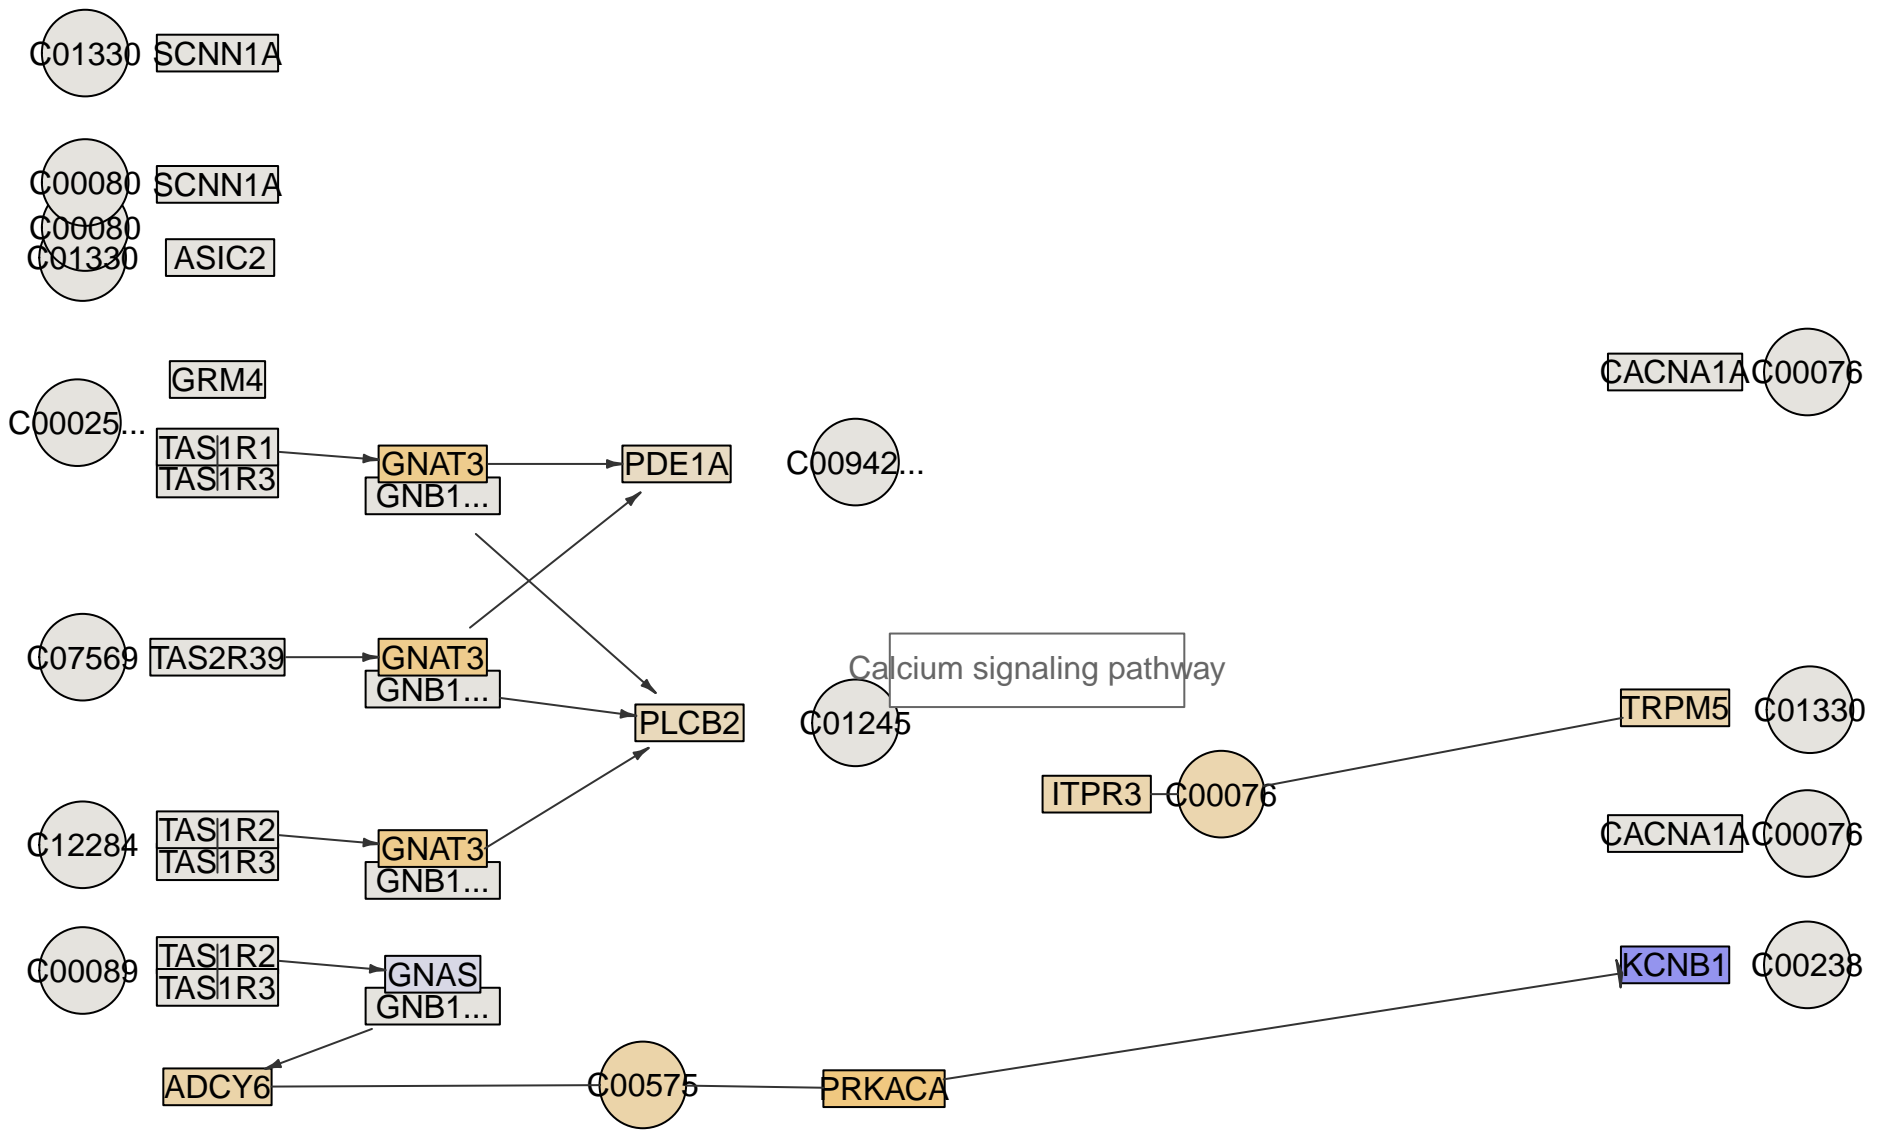 C01330 SCNN1A
C00080 SCNN1A
C00080
C01330 ASIC2
GRM4
CACNA1A C00076
C00025...
TAS1R1
TAS1R3
GNAT3
GNB1...
PDE1A
C00942...
C07569 TAS2R39
GNAT3
GNB1...
Calcium signaling pathway
PLCB2
C01245
TRPM5 C01330
ITPR3 C00076
C12284
TAS1R2
TAS1R3
GNAT3
GNB1...
CACNA1A C00076
C00089
TAS1R2
TAS1R3
GNAS
GNB1...
KCNB1 C00238
ADCY6 C00575 PRKACA